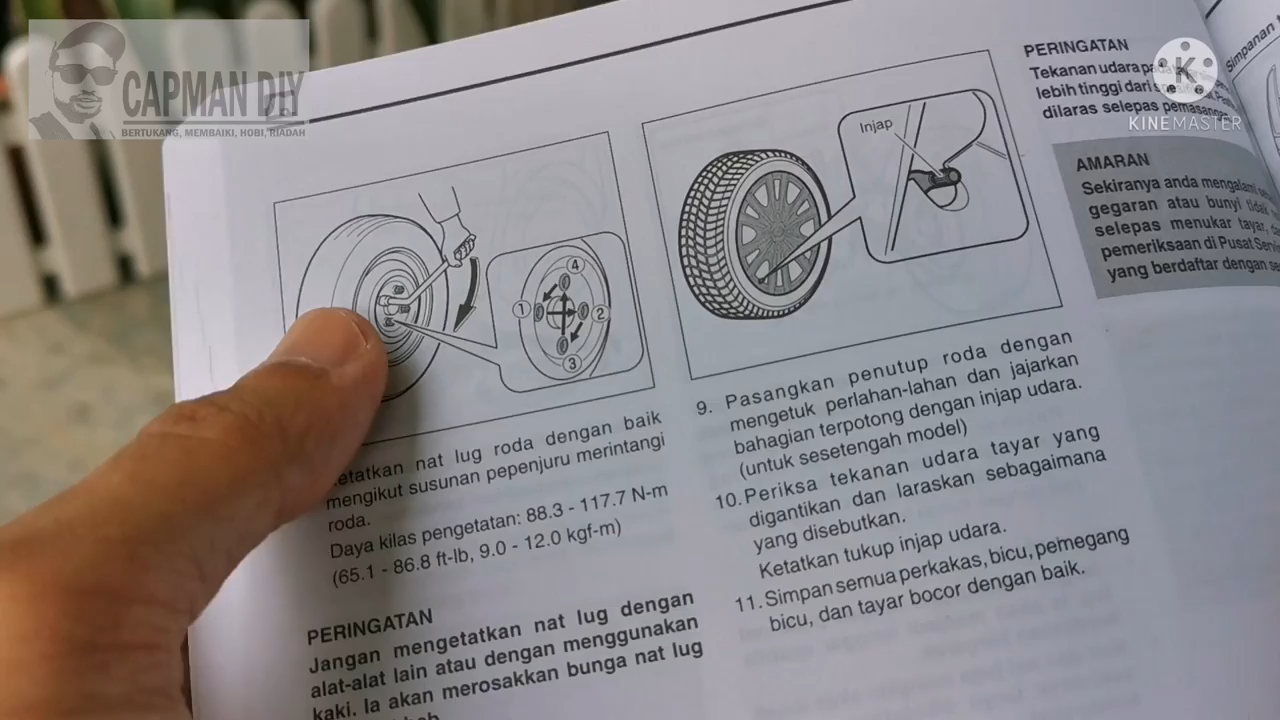 CAPMAN DIY
BERTUKANG, MEMBAIKI, HOBI, RIADAH
K
KINEMASTER
4
1
2
3
etatkan nat lug roda dengan baik
mengikut susunan pepenjuru merintangi
roda.
Daya kilas pengetatan: 88.3 - 117.7 N-m
(65.1 - 86.8 ft-lb, 9.0 - 12.0 kgf-m)
PERINGATAN
Jangan mengetatkan nat lug dengan
alat-alat lain atau dengan menggunakan
kaki. Ia akan merosakkan bunga nat lug
Injap
9. Pasangkan penutup roda dengan
mengetuk perlahan-lahan dan jajarkan
bahagian terpotong dengan injap udara.
(untuk sesetengah model)
10. Periksa tekanan udara tayar yang
digantikan dan laraskan sebagaimana
yang disebutkan.
Ketatkan tukup injap udara.
11. Simpan semua perkakas, bicu, pemegang
bicu, dan tayar bocor dengan baik.
PERINGATAN
Tekanan udara
lebih tinggi dari
dilaras selepas
AMARAN
Sekiranya anda mengalami
gegaran atau bunyi tidak
selepas menukar tayar,
pemeriksaan di Pusat
yang berdaftar dengan
Simpanan